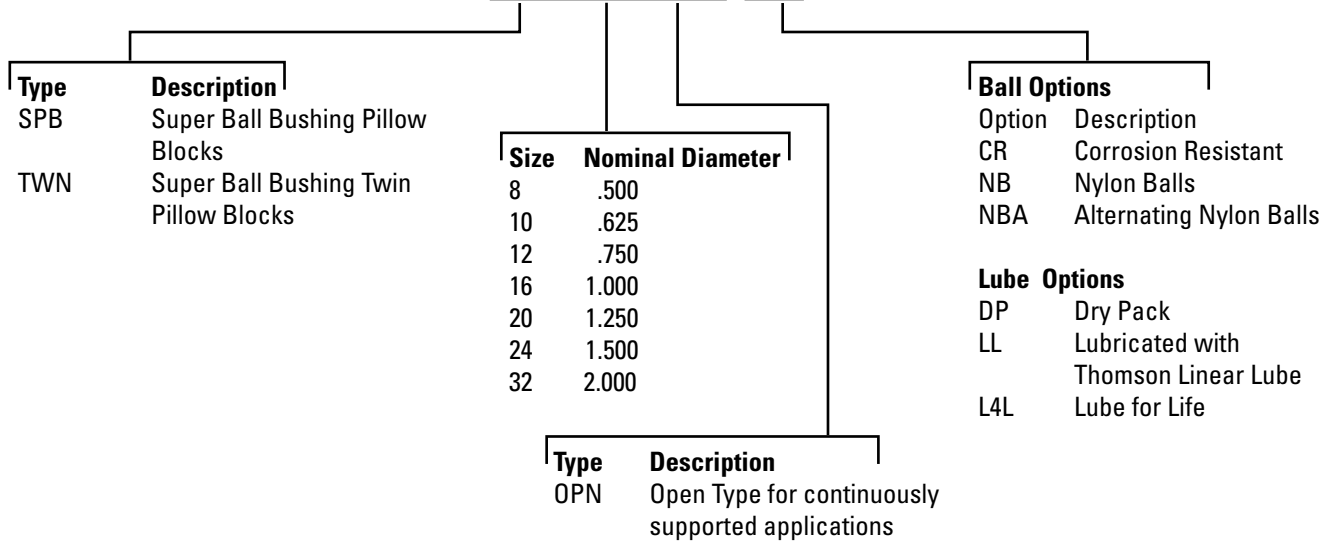 Type Description
SPB Super Ball Bushing Pillow
Blocks
TWN Super Ball Bushing Twin
Pillow Blocks
Size Nominal Diameter
8 .500
10 .625
12 .750
16 1.000
20 1.250
24 1.500
32 2.000
Type Description
OPN Open Type for continuously
supported applications
Ball Options
Option Description
CR Corrosion Resistant
NB Nylon Balls
NBA Alternating Nylon Balls
Lube Options
DP Dry Pack
LL Lubricated with
Thomson Linear Lube
L4L Lube for Life